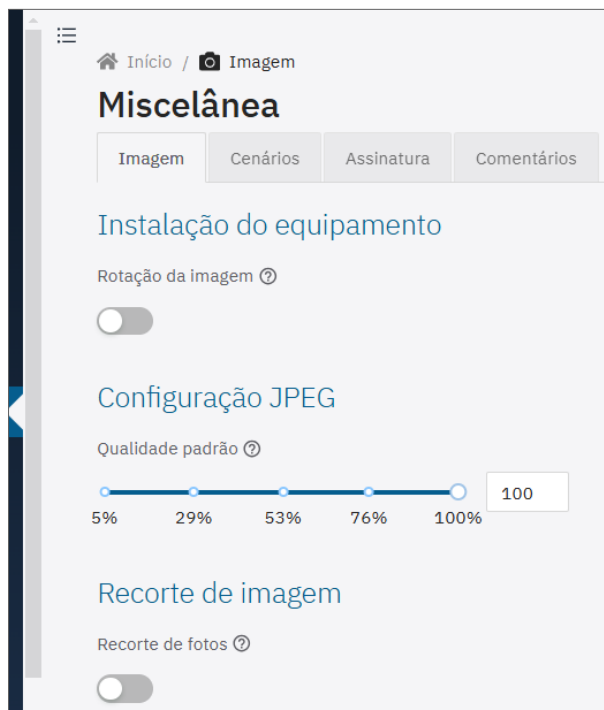 Início / Imagem
Miscelânea
Imagem Cenários Assinatura Comentários
Instalação do equipamento
Rotação da imagem ?
Configuração JPEG
Qualidade padrão ?
100
5% 29% 53% 76% 100%
Recorte de imagem
Recorte de fotos ?